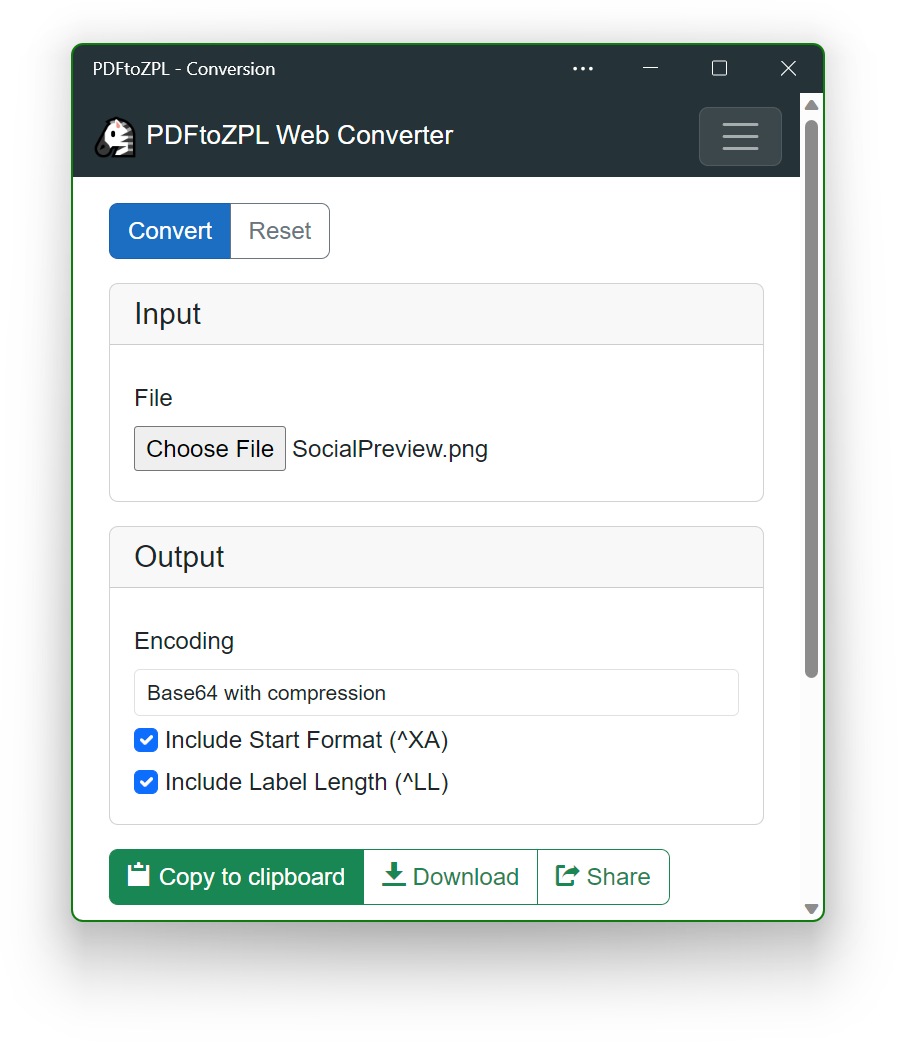 PDFtoZPL - Conversion
PDFtoZPL Web Converter
Convert Reset
Input
File
Choose File SocialPreview.png
Output
Encoding
Base64 with compression
Include Start Format (^XA)
Include Label Length (^LL)
Copy to clipboard Download Share